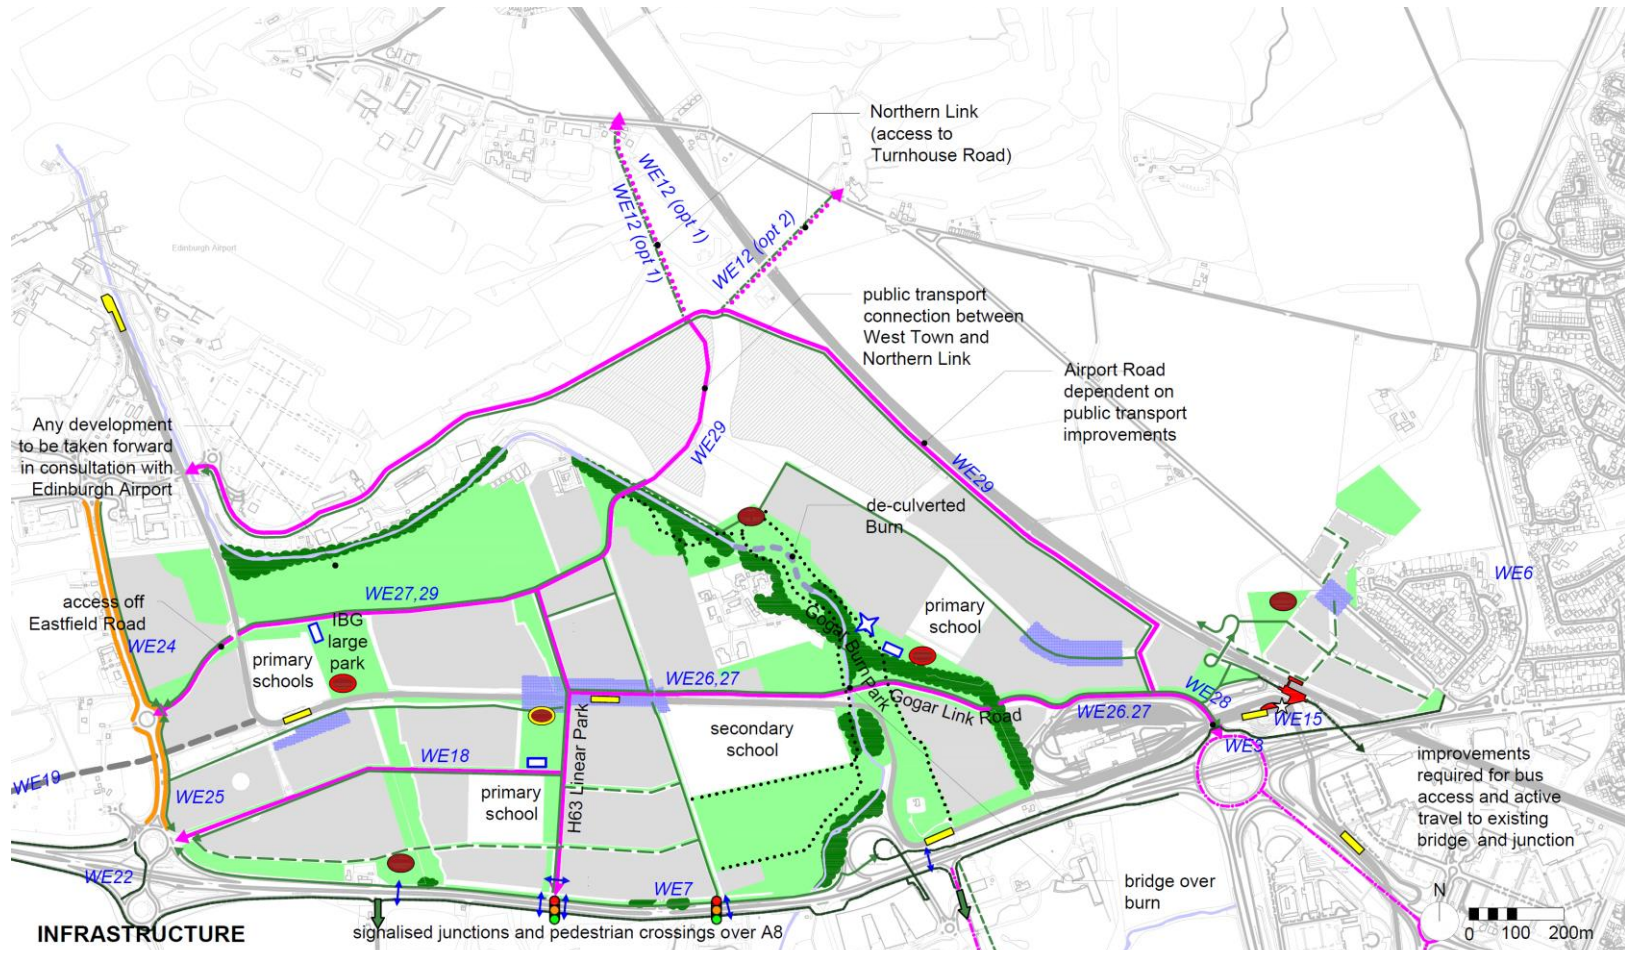 Northern Link
(access to
Turnhouse Road)
WE12 (opt 1)
WE12 (opt 1)
WE12 (opt 2)
Edinburgh Airport
public transport
connection between
West Town and
Northern Link
Airport Road
dependent on
public transport
improvements
Any development
to be taken forward
in consultation with
Edinburgh Airport
WE29
WE29
de-culverted
Burn
WE6
access off
Eastfield Road
WE24
WE27,29
IBG
large
park
primary
schools
primary
school
Gogar Burn
Park
WE26,27
Gogar Link Road
WE26.27
WE28
WE15
WE3
secondary
school
H63 Linear Park
WE18
primary
school
WE19
WE25
improvements
required for bus
access and active
travel to existing
bridge and junction
WE22
WE7
bridge over
burn
N
0 100 200m
INFRASTRUCTURE
signalised junctions and pedestrian crossings over A8